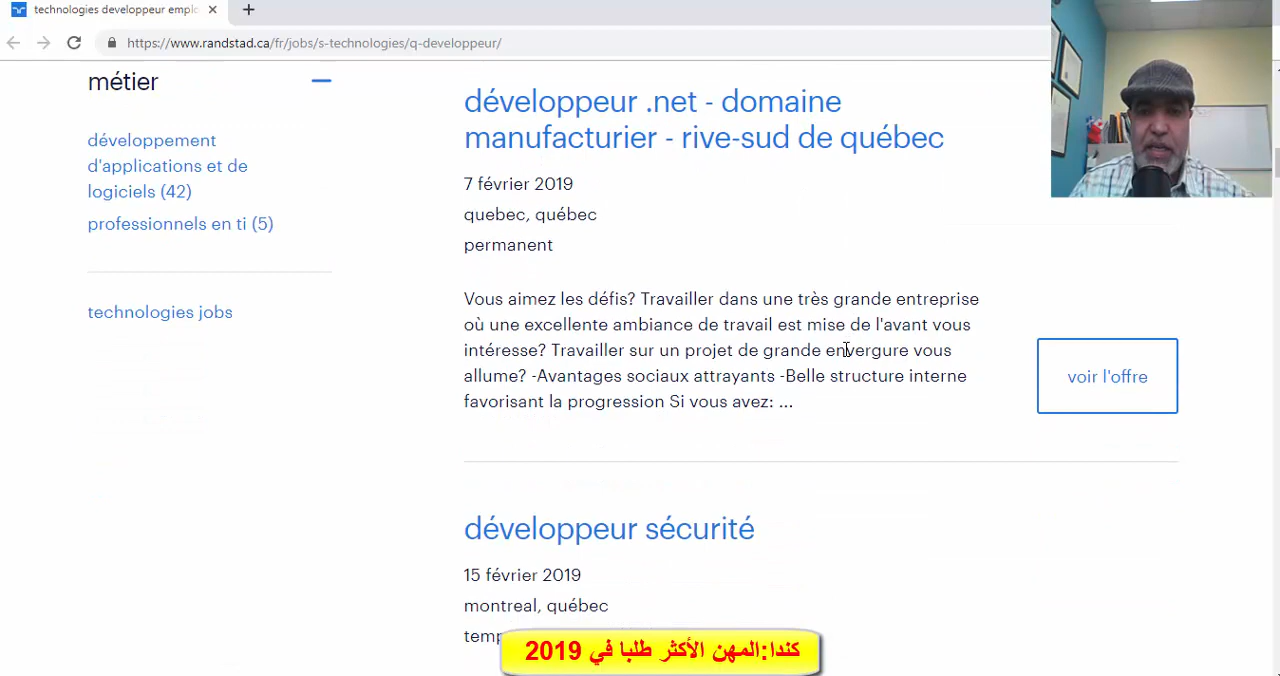 technologies developpeur emplo
https://www.randstad.ca/fr/jobs/s-technologies/q-developpeur/
métier
développement
d'applications et de
logiciels (42)
professionnels en ti (5)
technologies jobs
développeur .net - domaine
manufacturier - rive-sud de québec
7 février 2019
quebec, québec
permanent
Vous aimez les défis? Travailler dans une très grande entreprise
où une excellente ambiance de travail est mise de l'avant vous
intéresse? Travailler sur un projet de grande envergure vous
allume? -Avantages sociaux attrayants -Belle structure interne
favorisant la progression Si vous avez: ...
voir l'offre
développeur sécurité
15 février 2019
montreal, québec
كندا:المهن الأكثر طلبا في 2019